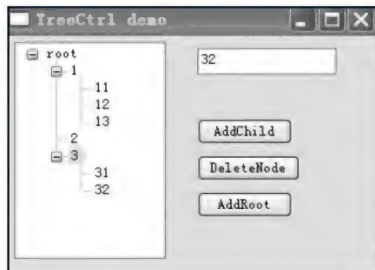 TreeCtrl demo
root
1
11
12
13
2
3
31
32
32
AddChild
DeleteNode
AddRoot